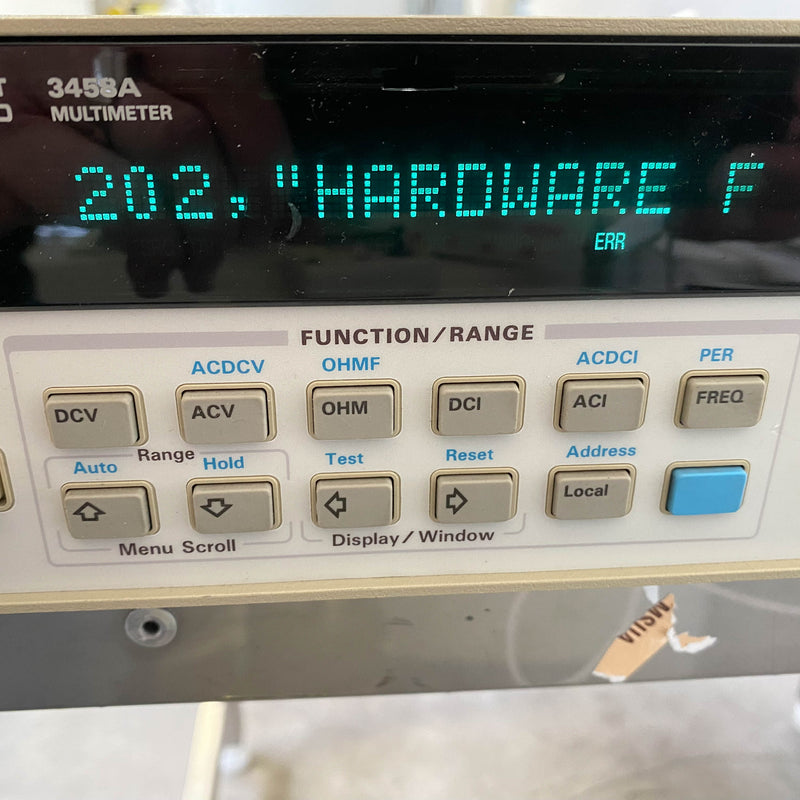 T 3458A
D MULTIMETER
202, "HARDWARE F
ERR
FUNCTION/RANGE
ACDCV OHMF ACDCI PER
DCV ACV OHM DCI ACI FREQ
Range
Auto Hold Test Reset Address
Local
Menu Scroll Display/Window
VIISM